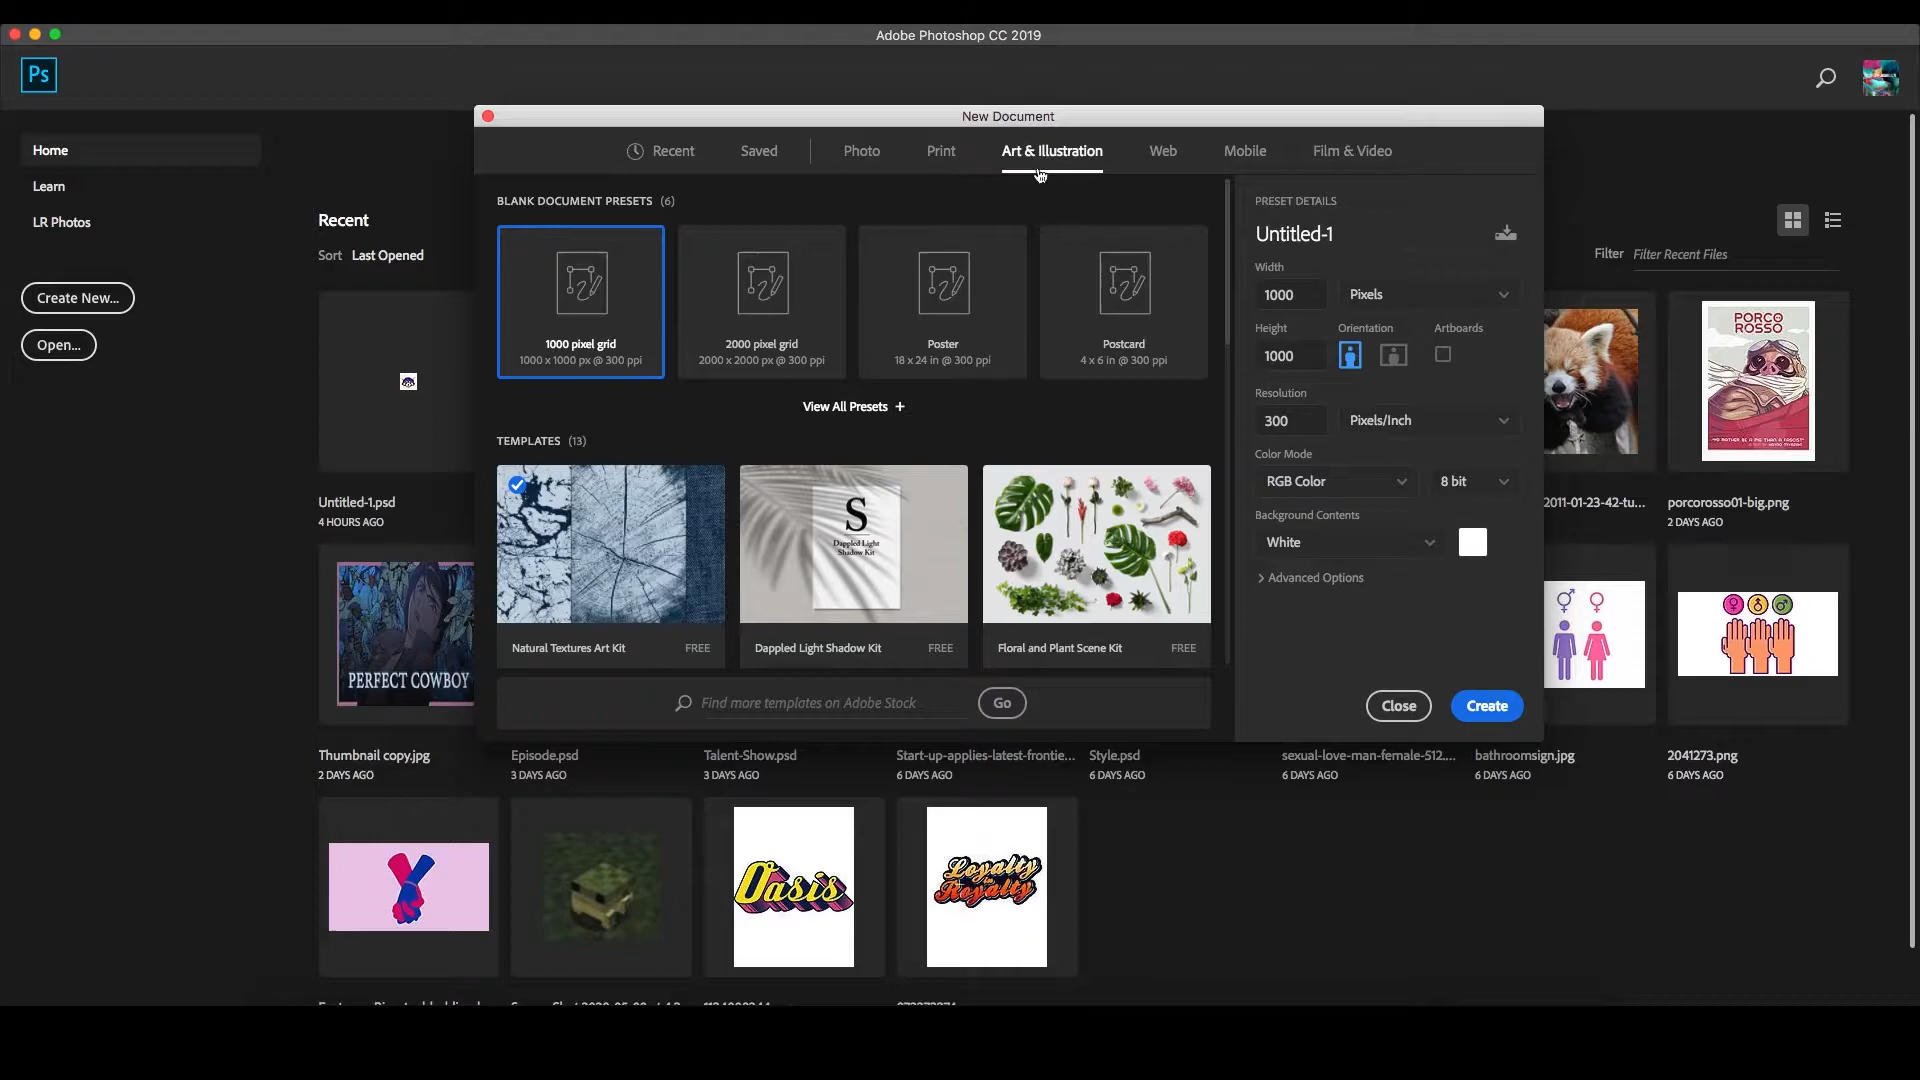 Adobe Photoshop CC 2019
Ps
Home
Learn
LR Photos
Create New...
Open...
Recent
Sort Last Opened
Filter Filter Recent Files
New Document
Recent
Saved
Photo
Print
Art & Illustration
Web
Mobile
Film & Video
BLANK DOCUMENT PRESETS (6)
1000 pixel grid
1000 x 1000 px @ 300 ppi
2000 pixel grid
2000 x 2000 px @ 300 ppi
Poster
18 x 24 in @ 300 ppi
Postcard
4 x 6 in @ 300 ppi
View All Presets +
TEMPLATES (13)
S
Dappled Light
Shadow Kit
Natural Textures Art Kit FREE
Dappled Light Shadow Kit FREE
Floral and Plant Scene Kit FREE
Find more templates on Adobe Stock
Go
PRESET DETAILS
Untitled-1
Width
1000 Pixels
Height Orientation Artboards
1000
Resolution
300 Pixels/Inch
Color Mode
RGB Color 8 bit
Background Contents
White
Advanced Options
Close
Create
Untitled-1.psd
4 HOURS AGO
2011-01-23-42-tu...
PORCO
ROSSO
porcorosso01-big.png
2 DAYS AGO
PERFECT COWBOY
Thumbnail copy.jpg
2 DAYS AGO
Episode.psd
3 DAYS AGO
Talent-Show.psd
3 DAYS AGO
Start-up-applies-latest-frontie...
6 DAYS AGO
Style.psd
6 DAYS AGO
sexual-love-man-female-512....
6 DAYS AGO
bathroomsign.jpg
6 DAYS AGO
2041273.png
6 DAYS AGO
Oasis
Loyalty
in
Royalty